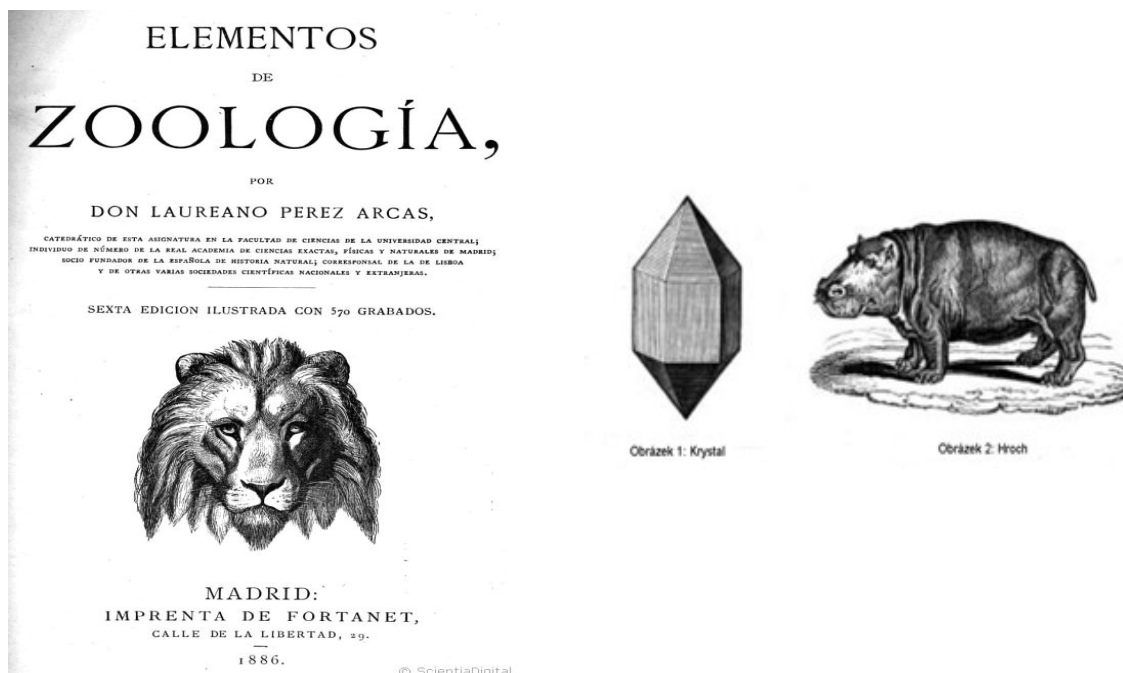 ELEMENTOS
DE
ZOOLOGÍA,
POR
DON LAUREANO PEREZ ARCAS,
CATEDRÁTICO DE ESTA ASIGNATURA EN LA FACULTAD DE CIENCIAS DE LA UNIVERSIDAD CENTRAL;
INDIVIDUO DE NÚMERO DE LA REAL ACADEMIA DE CIENCIAS EXACTAS, FÍSICAS Y NATURALES DE MADRID;
SOCIO FUNDADOR DE LA ESPAÑOLA DE HISTORIA NATURAL; CORRESPONSAL DE LA DE LISBOA
Y DE OTRAS VARIAS SOCIEDADES CIENTÍFICAS NACIONALES Y EXTRANJERAS.
SEXTA EDICION ILUSTRADA CON 570 GRABADOS.
MADRID:
IMPRENTA DE FORTANET,
CALLE DE LA LIBERTAD, 29.
1886.
© ScientiaDigital
Obrázek 1: Krystal
Obrázek 2: Hroch